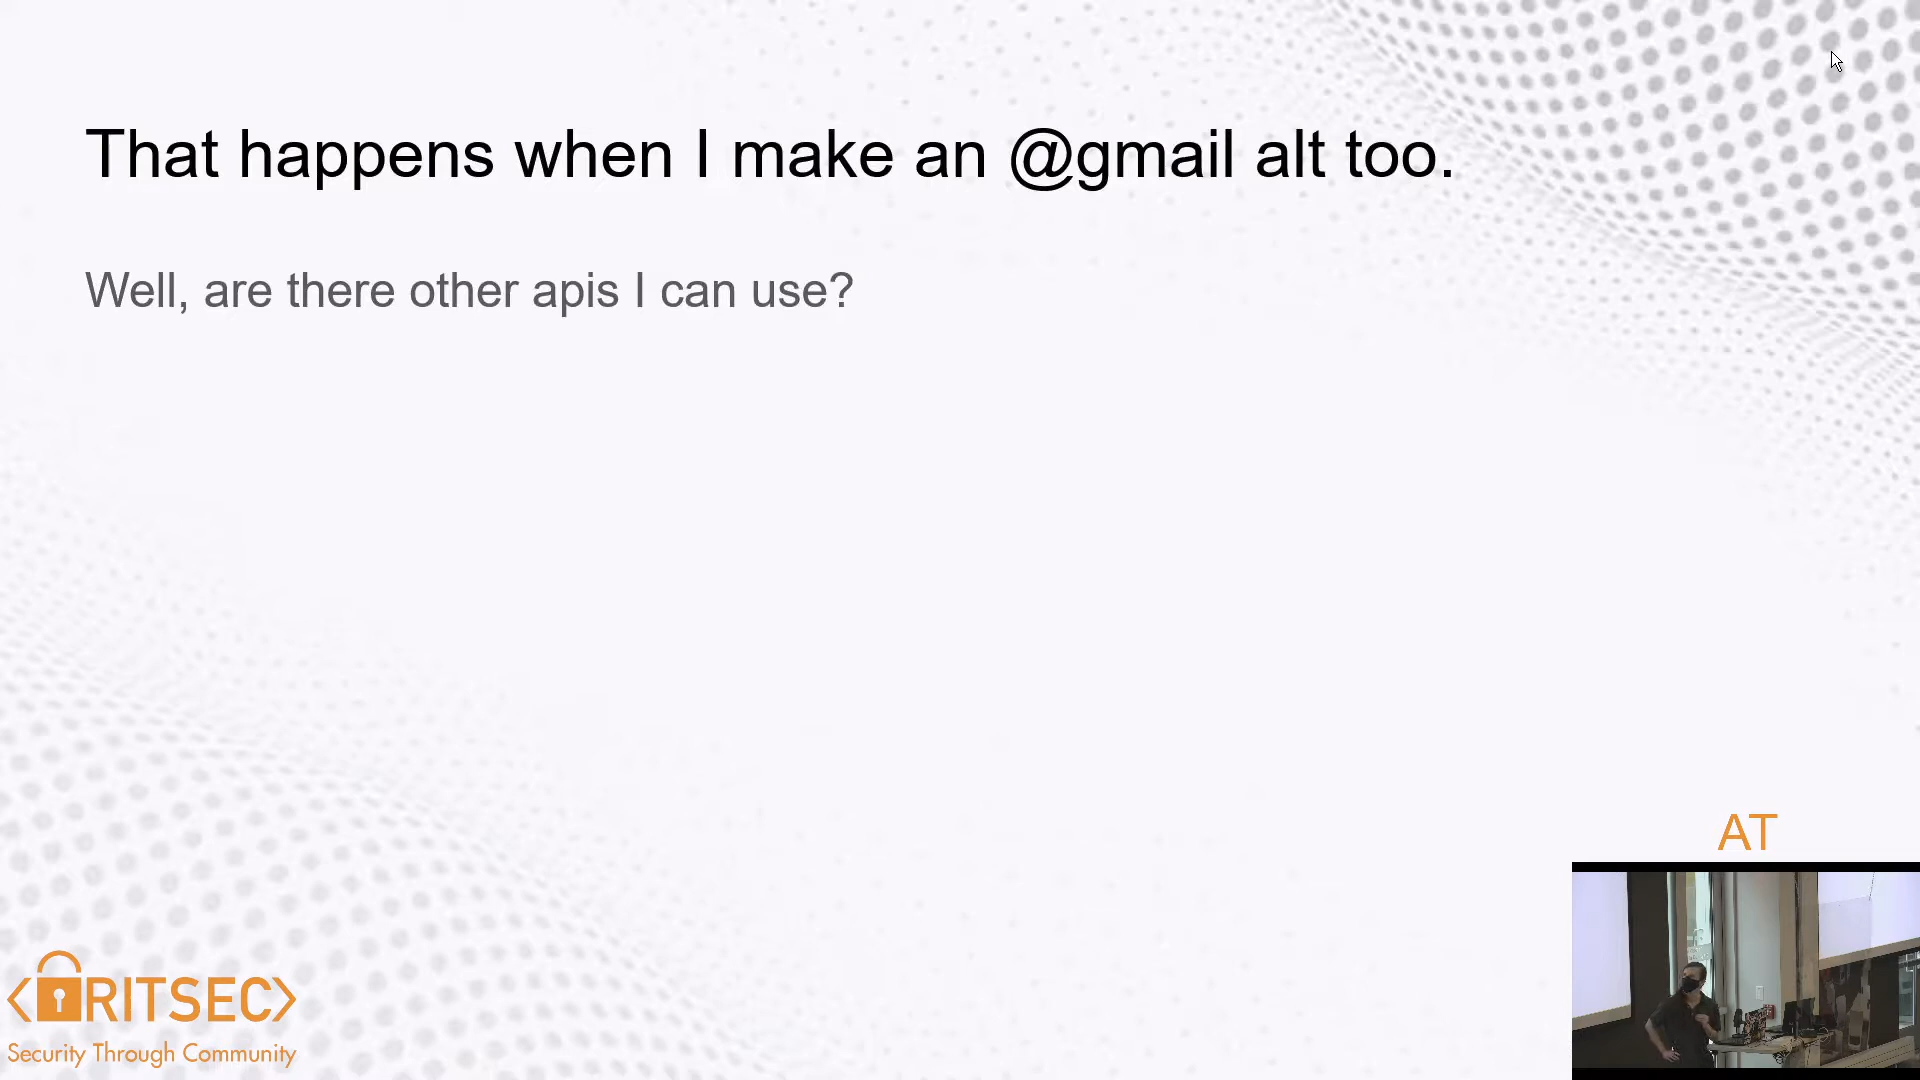 That happens when I make an @gmail alt too.
Well, are there other apis I can use?
AT
<RITSEC>
Security Through Community